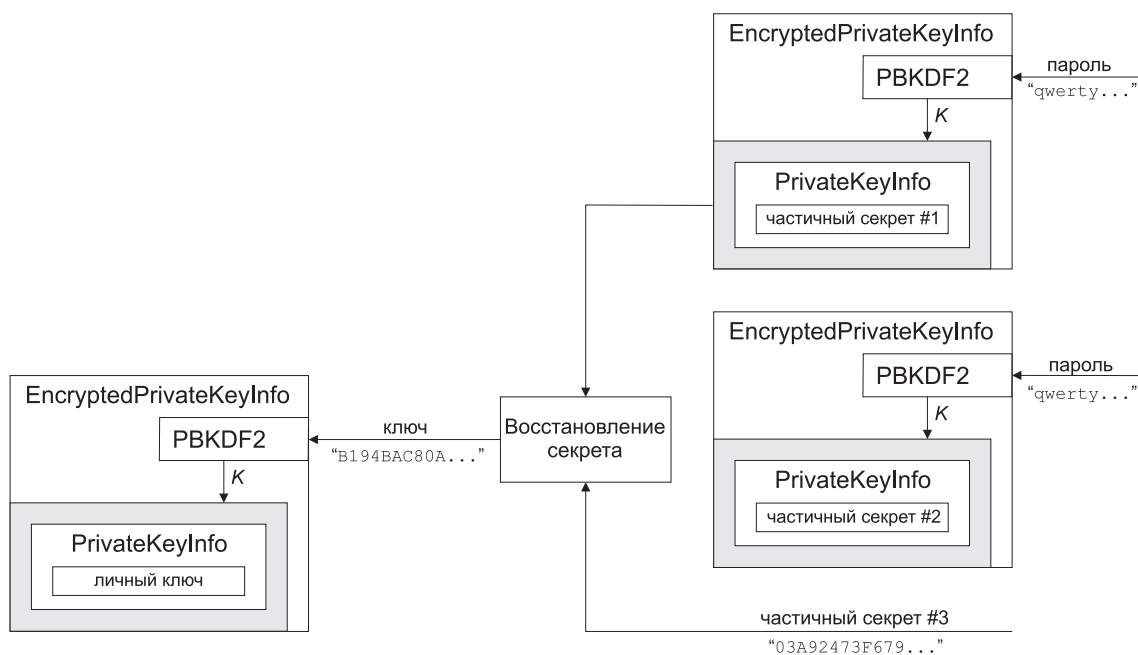 EncryptedPrivateKeyInfo
PBKDF2
пароль
“qwerty...”
K
PrivateKeyInfo
частичный секрет #1
EncryptedPrivateKeyInfo
PBKDF2
пароль
“qwerty...”
K
PrivateKeyInfo
частичный секрет #2
EncryptedPrivateKeyInfo
PBKDF2
ключ
“B194BAC80A...”
Восстановление
секрета
K
PrivateKeyInfo
личный ключ
частичный секрет #3
“03A92473F679...”